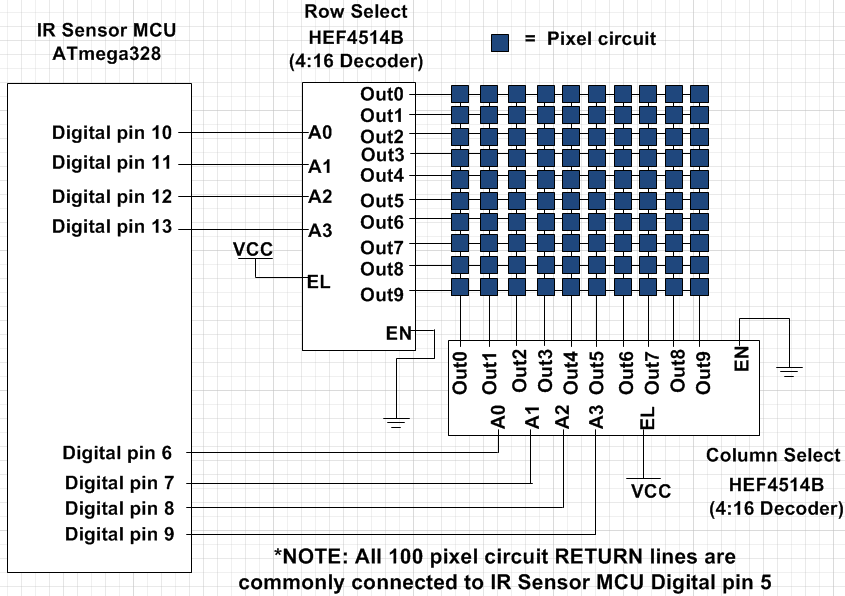 IR Sensor MCU
ATmega328
Row Select
HEF4514B
(4:16 Decoder)
= Pixel circuit
Digital pin 10
Digital pin 11
Digital pin 12
Digital pin 13
VCC
A0
A1
A2
A3
EL
Out0
Out1
Out2
Out3
Out4
Out5
Out6
Out7
Out8
Out9
EN
Out0
Out1
Out2
Out3
Out4
Out5
Out6
Out7
Out8
Out9
EN
A0
A1
A2
A3
EL
VCC
Column Select
HEF4514B
(4:16 Decoder)
Digital pin 6
Digital pin 7
Digital pin 8
Digital pin 9
*NOTE: All 100 pixel circuit RETURN lines are
commonly connected to IR Sensor MCU Digital pin 5